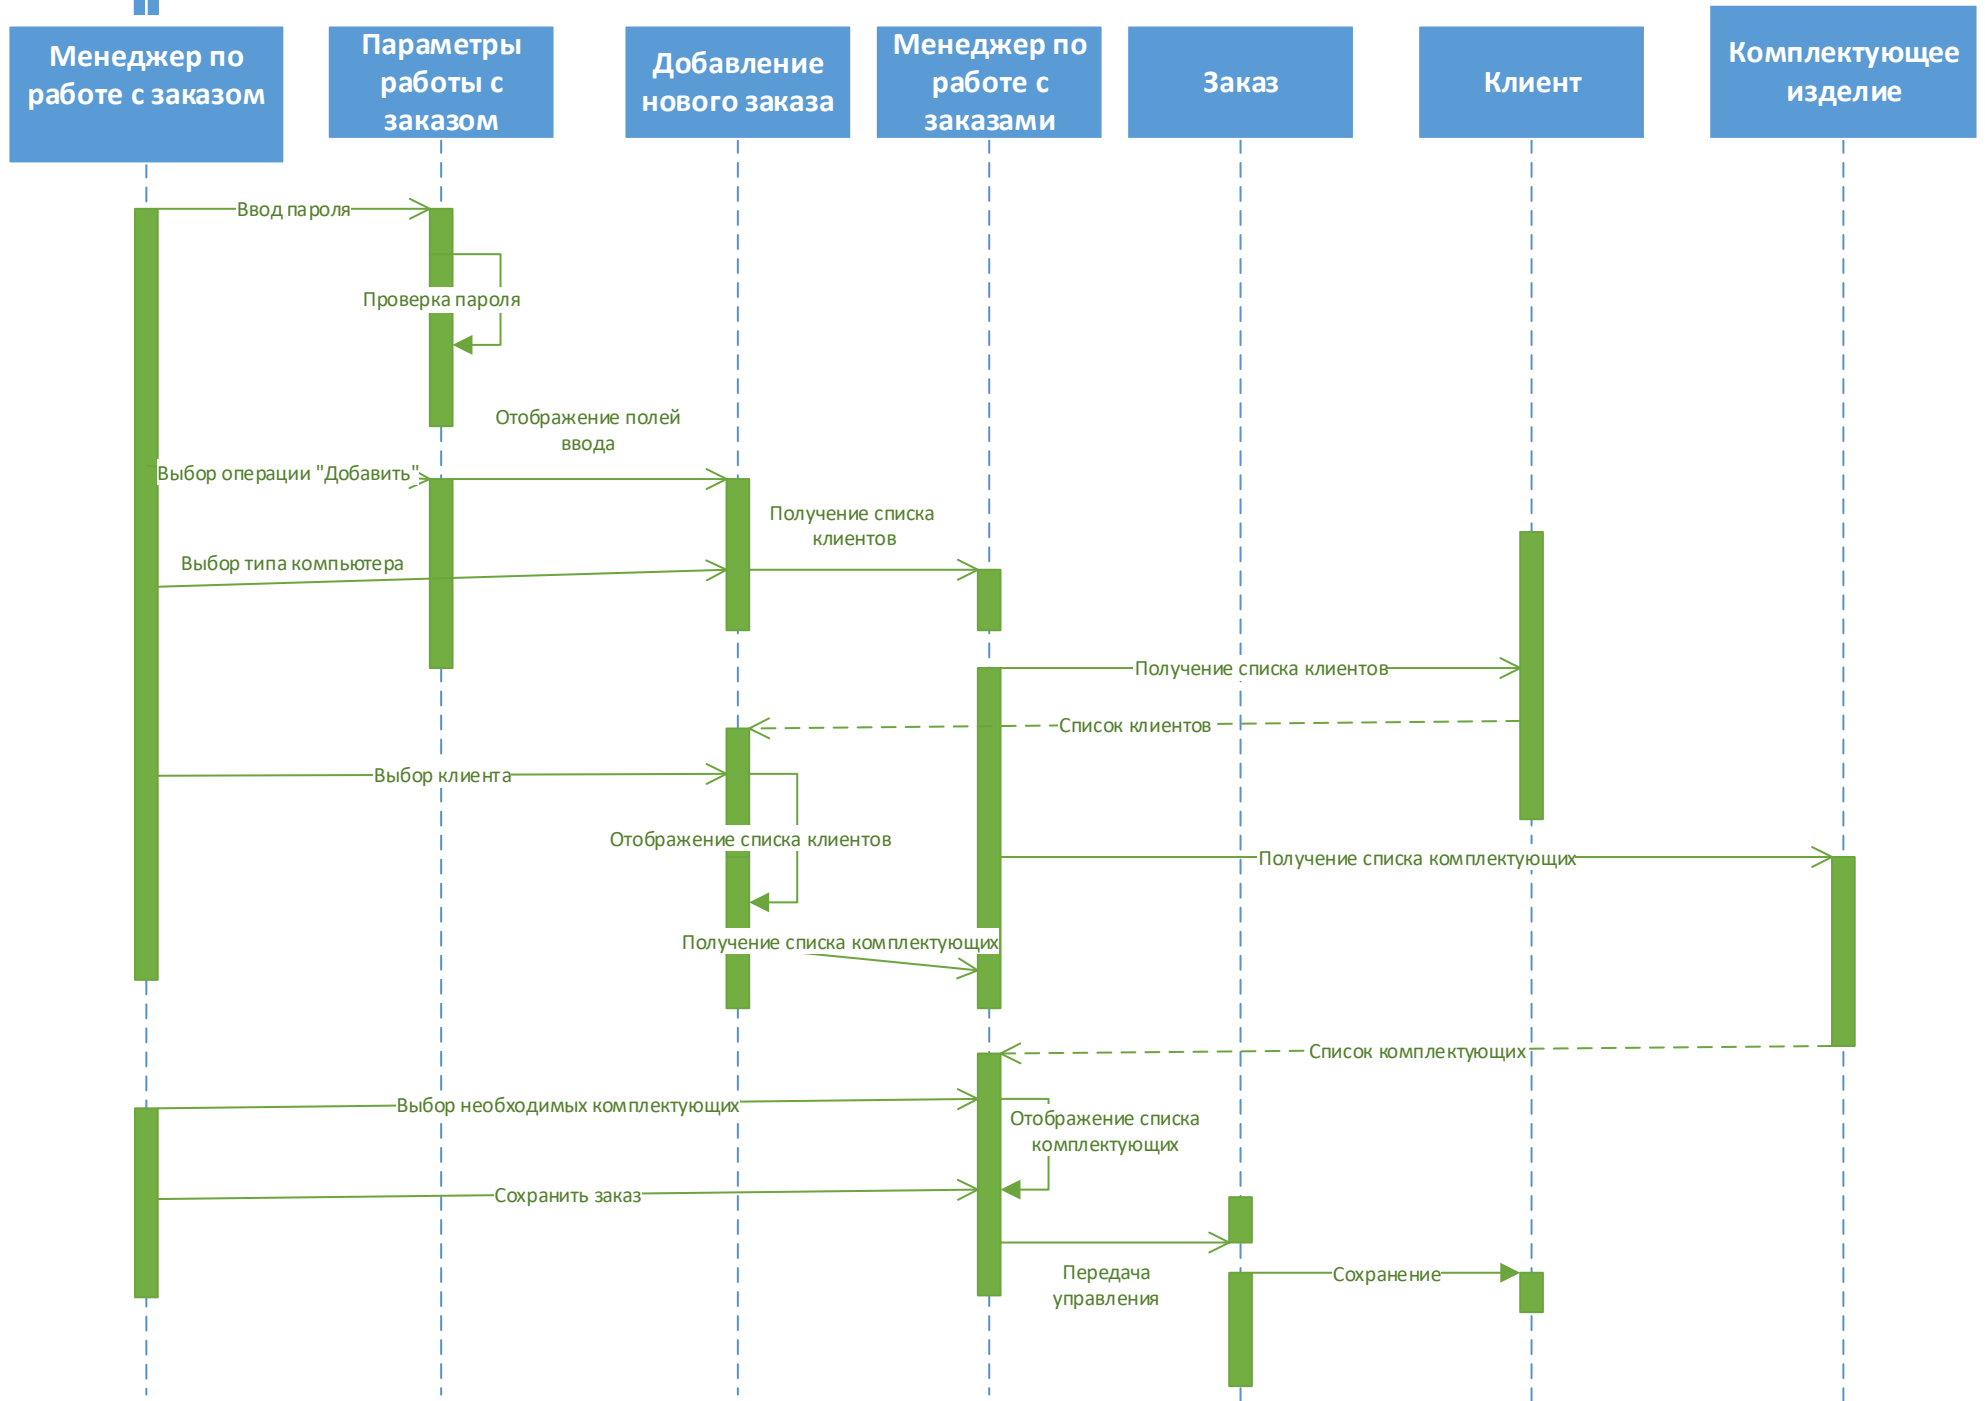 Менеджер по
работе с заказом
Параметры
работы с
заказом
Добавление
нового заказа
Менеджер по
работе с
заказами
Заказ
Клиент
Комплектующее
изделие
Ввод пароля
Проверка пароля
Отображение полей
ввода
Выбор операции "Добавить"
Получение списка
клиентов
Выбор типа компьютера
Получение списка клиентов
Список клиентов
Выбор клиента
Отображение списка клиентов
Получение списка комплектующих
Получение списка комплектующих
Список комплектующих
Выбор необходимых комплектующих
Отображение списка
комплектующих
Сохранить заказ
Передача
управления
Сохранение